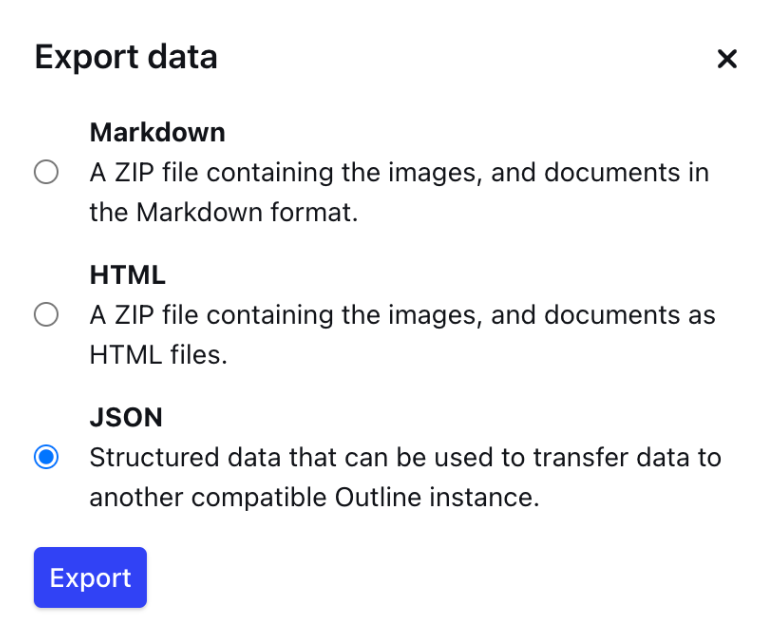 Export data
Markdown
A ZIP file containing the images, and documents in
the Markdown format.
HTML
A ZIP file containing the images, and documents as
HTML files.
JSON
Structured data that can be used to transfer data to
another compatible Outline instance.
Export